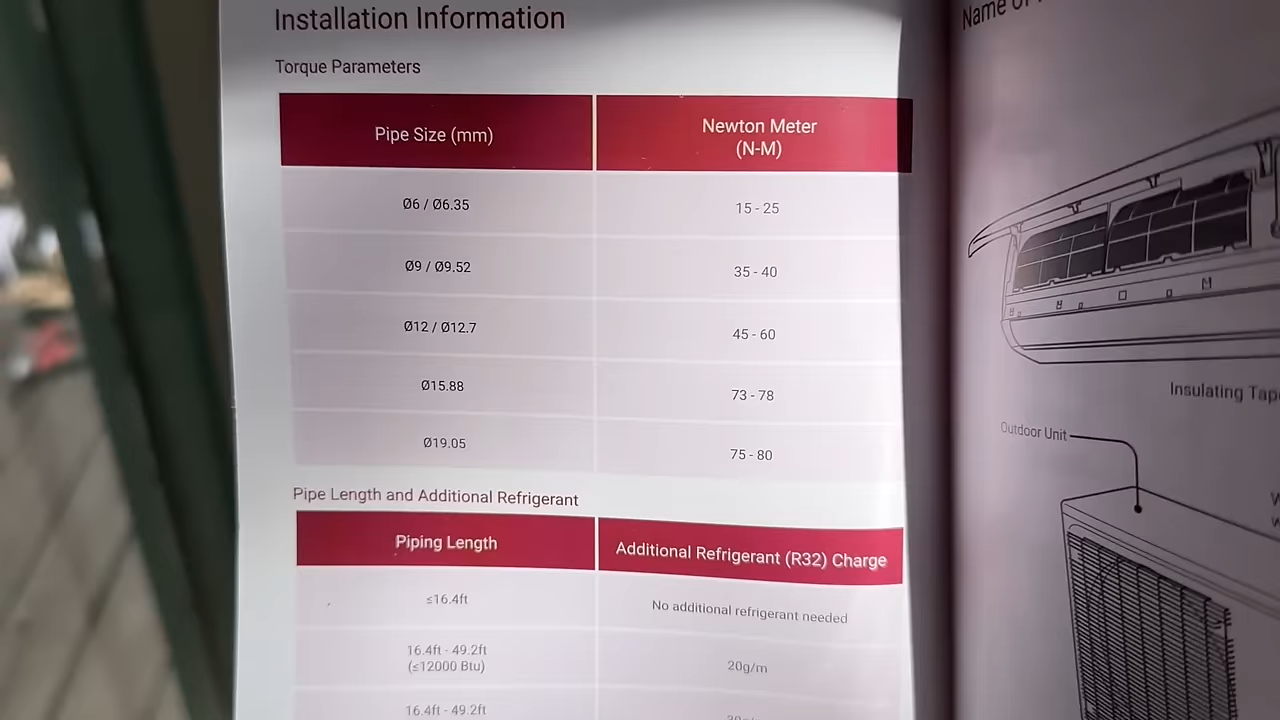 Installation Information
Torque Parameters
Pipe Size (mm)
Newton Meter
(N-M)
Ø6 / Ø6.35
15 - 25
Ø9 / Ø9.52
35 - 40
Ø12 / Ø12.7
45 - 60
Ø15.88
73 - 78
Ø19.05
75 - 80
Pipe Length and Additional Refrigerant
Piping Length
Additional Refrigerant (R32) Charge
≤16.4ft
No additional refrigerant needed
16.4ft - 49.2ft
(≤12000 Btu)
20g/m
16.4ft - 49.2ft
Name of
Insulating
Outdoor Unit